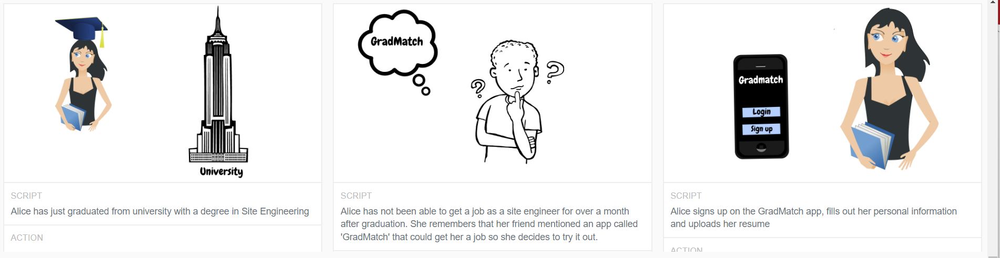 University
SCRIPT
Alice has just graduated from university with a degree in Site Engineering
ACTION
GradMatch
?
?
SCRIPT
Alice has not been able to get a job as a site engineer for over a month
after graduation. She remembers that her friend mentioned an app called
'GradMatch' that could get her a job so she decides to try it out.
Gradmatch
Login
Sign up
SCRIPT
Alice signs up on the GradMatch app, fills out her personal information
and uploads her resume
ACTION